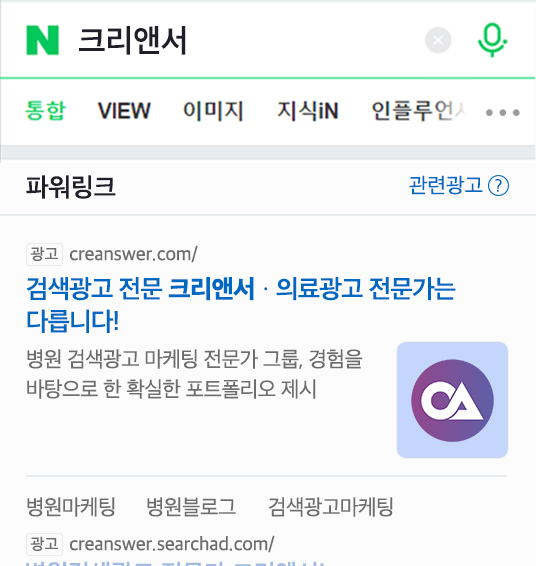 N 크리앤서
통합 VIEW 이미지 지식iN 인플루언
파워링크 관련광고 ?
광고 creanswer.com/
검색광고 전문 크리앤서 · 의료광고 전문가는
다릅니다!
병원 검색광고 마케팅 전문가 그룹, 경험을
바탕으로 한 확실한 포트폴리오 제시
CA
병원마케팅 병원블로그 검색광고마케팅
광고 creanswer.searchad.com/